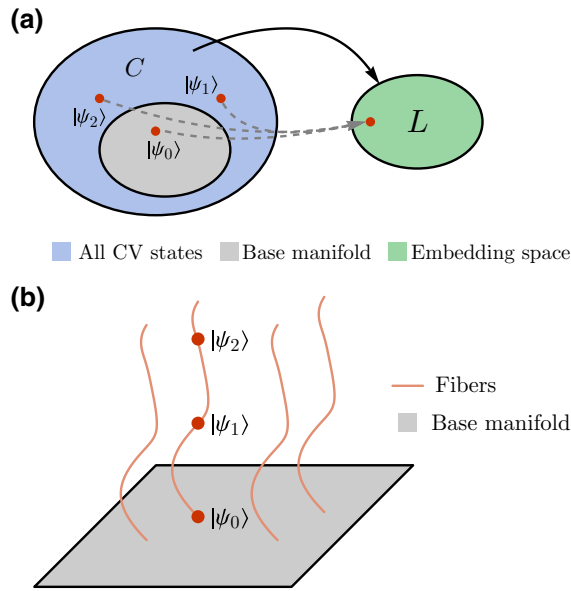 (a)
C
|ψ₁⟩
|ψ₂⟩
|ψ₀⟩
L
All CV states
Base manifold
Embedding space
(b)
|ψ₂⟩
|ψ₁⟩
|ψ₀⟩
Fibers
Base manifold